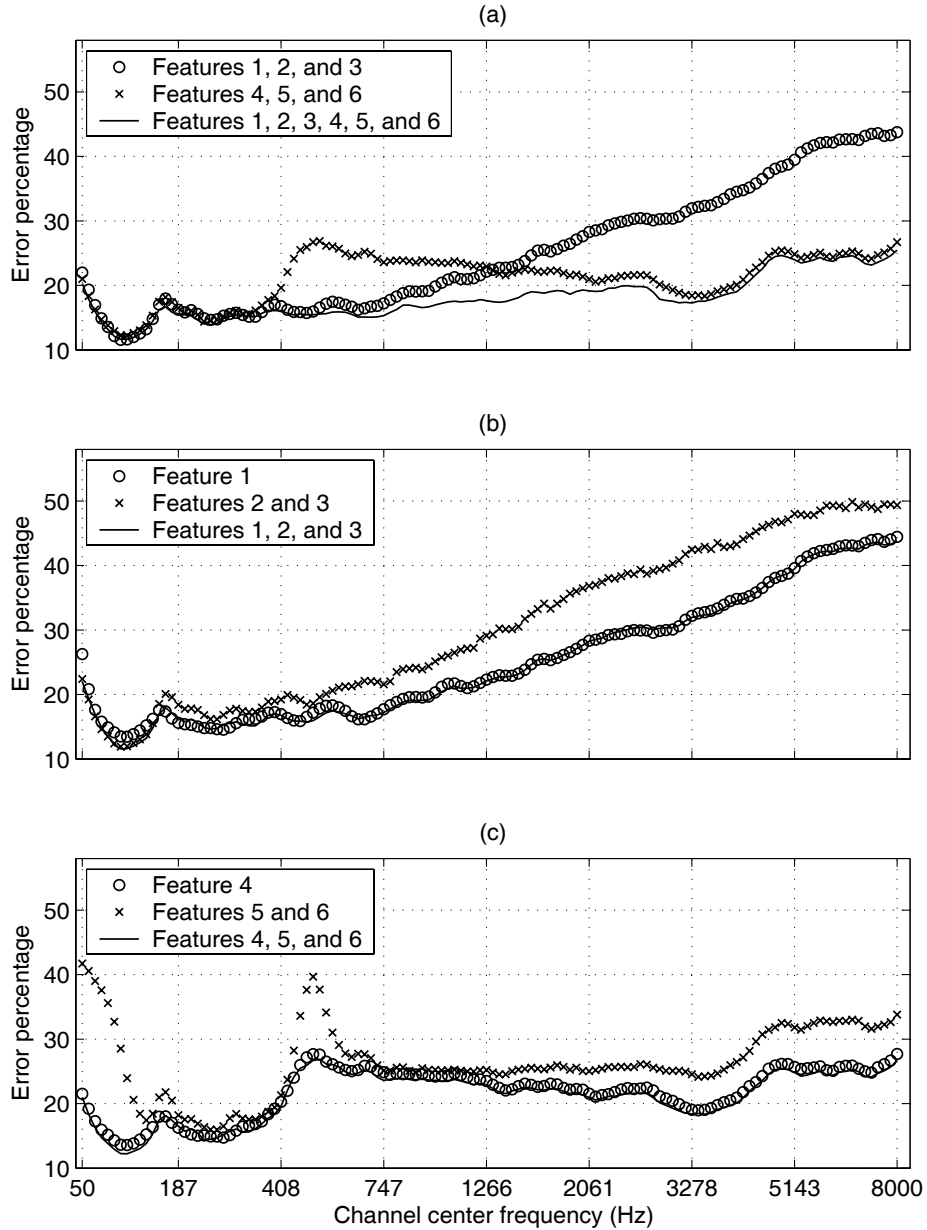 (a)
Features 1, 2, and 3
Features 4, 5, and 6
Features 1, 2, 3, 4, 5, and 6
Error percentage
50
40
30
20
10
(b)
Feature 1
Features 2 and 3
Features 1, 2, and 3
Error percentage
50
40
30
20
10
(c)
Feature 4
Features 5 and 6
Features 4, 5, and 6
Error percentage
50
40
30
20
10
50 187 408 747 1266 2061 3278 5143 8000
Channel center frequency (Hz)